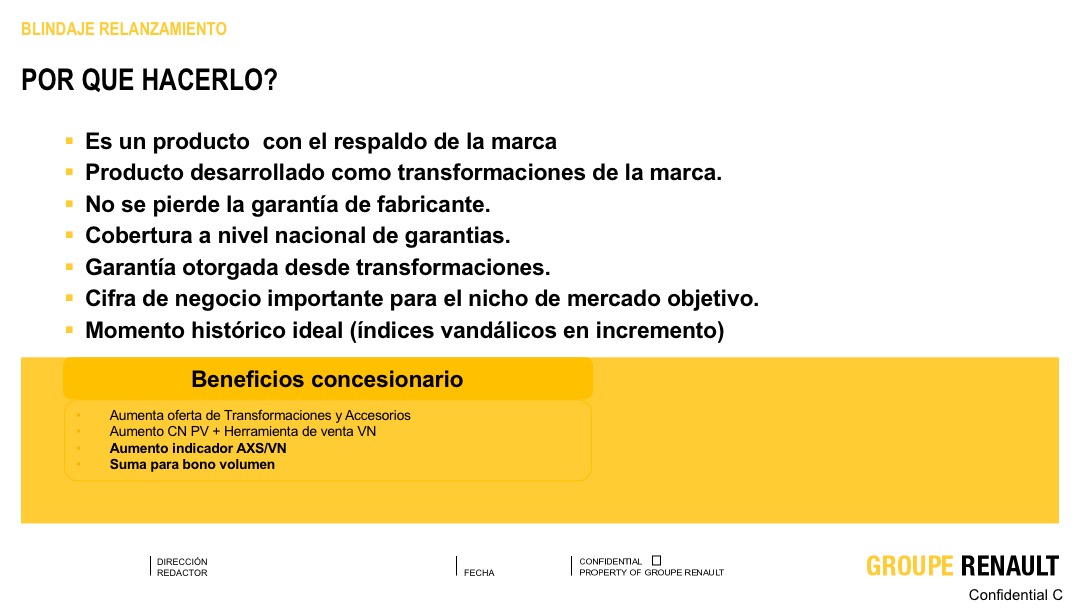 BLINDAJE RELANZAMIENTO
POR QUE HACERLO?
Es un producto  con el respaldo de la marca
Producto desarrollado como transformaciones de la marca.
No se pierde la garantía de fabricante.
Cobertura a nivel nacional de garantias.
Garantía otorgada desde transformaciones.
Cifra de negocio importante para el nicho de mercado objetivo.
Momento histórico ideal (índices vandálicos en incremento)
Beneficios concesionario
Aumenta oferta de Transformaciones y Accesorios
Aumento CN PV + Herramienta de venta VN
Aumento indicador AXS/VN
Suma para bono volumen
DIRECCIÓN
REDACTOR
FECHA
CONFIDENTIAL
PROPERTY OF GROUPE RENAULT
GROUPE RENAULT
Confidential C